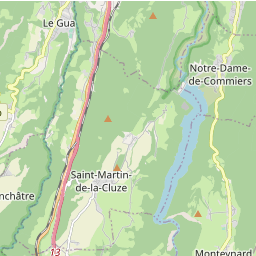 Le Gua
Notre-Dame-
de-Commiers
Saint-Martin-
de-la-Cluze
nchâtre
13
Monteynard